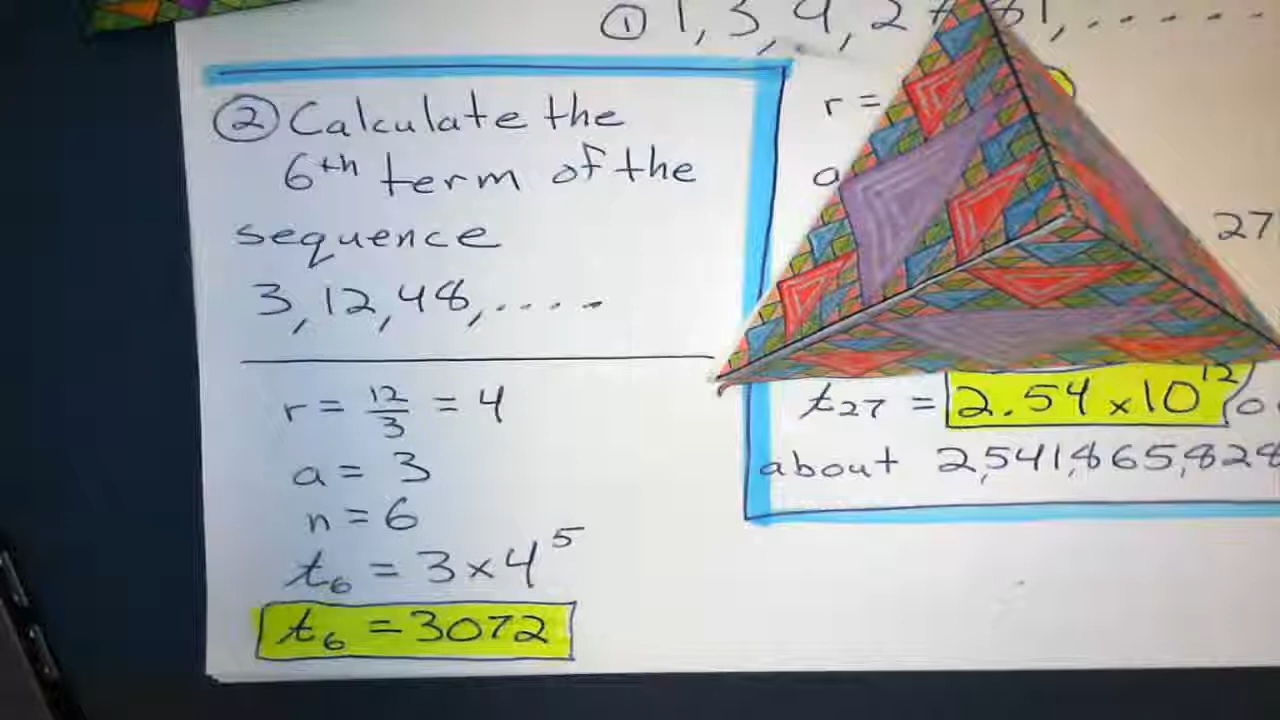 ① 1, 3, 9, 27, 81, .......
② Calculate the
6th term of the
sequence
3, 12, 48, ....
r = 12/3 = 4
a = 3
n = 6
t6 = 3 x 4^5
t6 = 3072
r =
a
27
t27 = 2.54 x 10^12
about 2,541,865,828